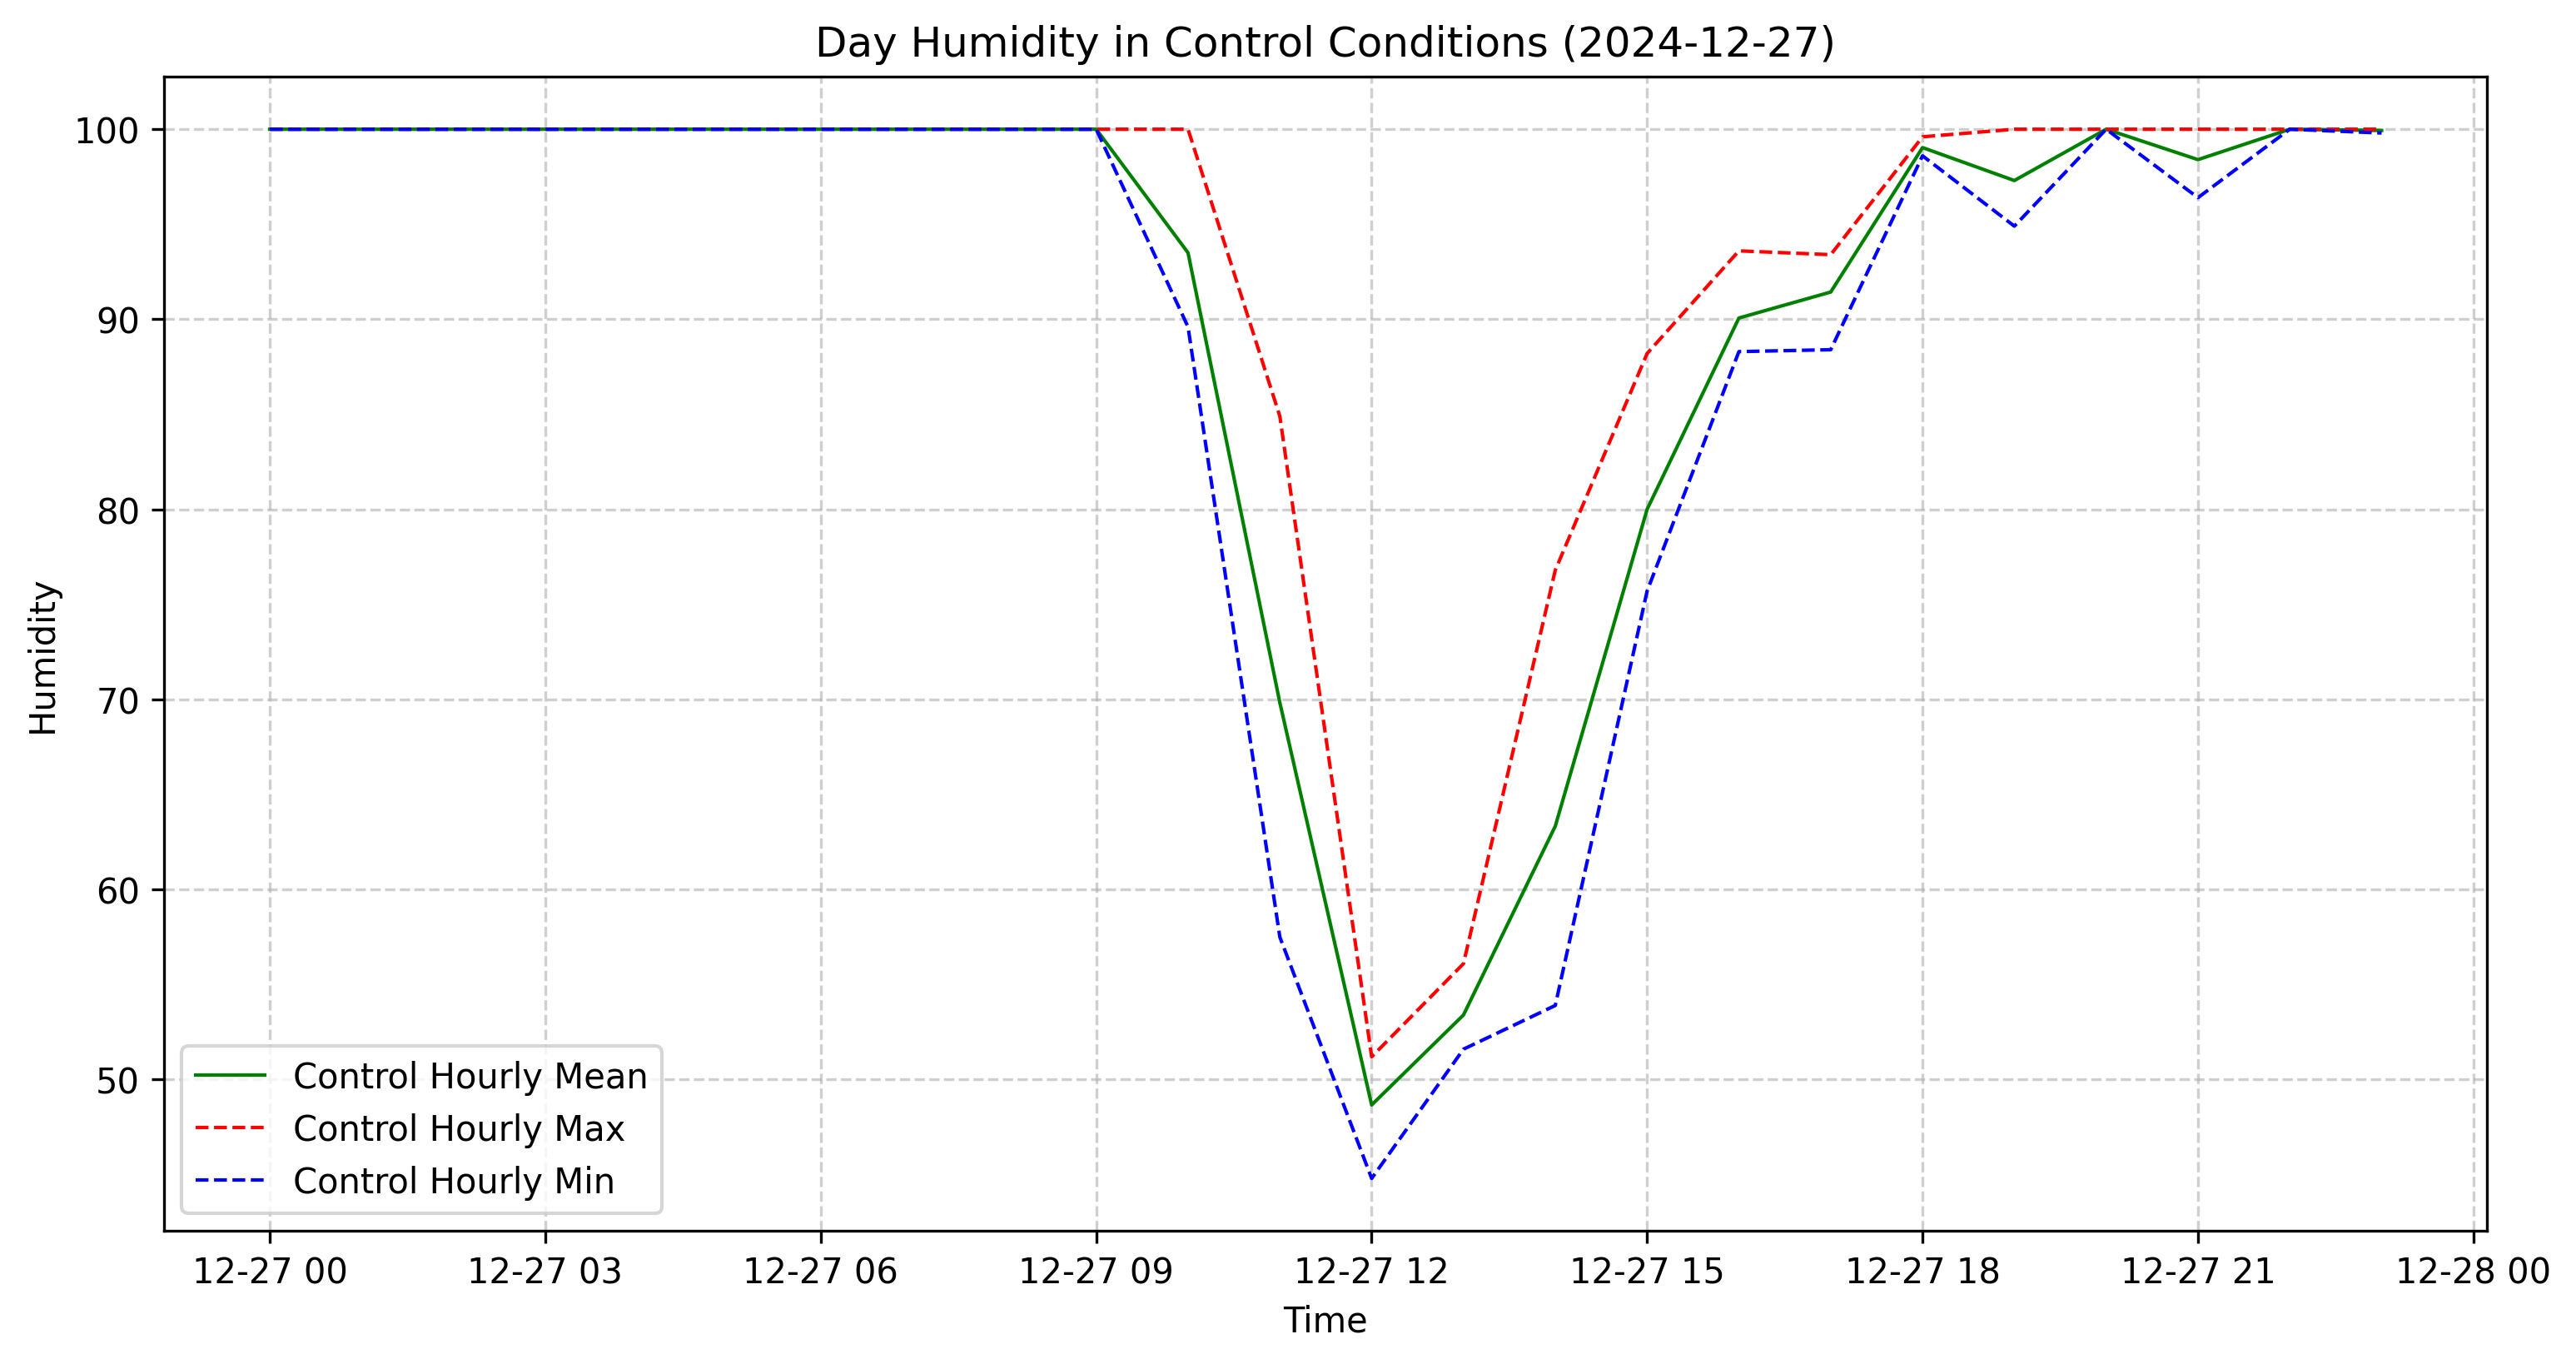 Day Humidity in Control Conditions (2024-12-27)
100
90
80
70
60
50
Humidity
Control Hourly Mean
Control Hourly Max
Control Hourly Min
12-27 00 12-27 03 12-27 06 12-27 09 12-27 12 12-27 15 12-27 18 12-27 21 12-28 00
Time